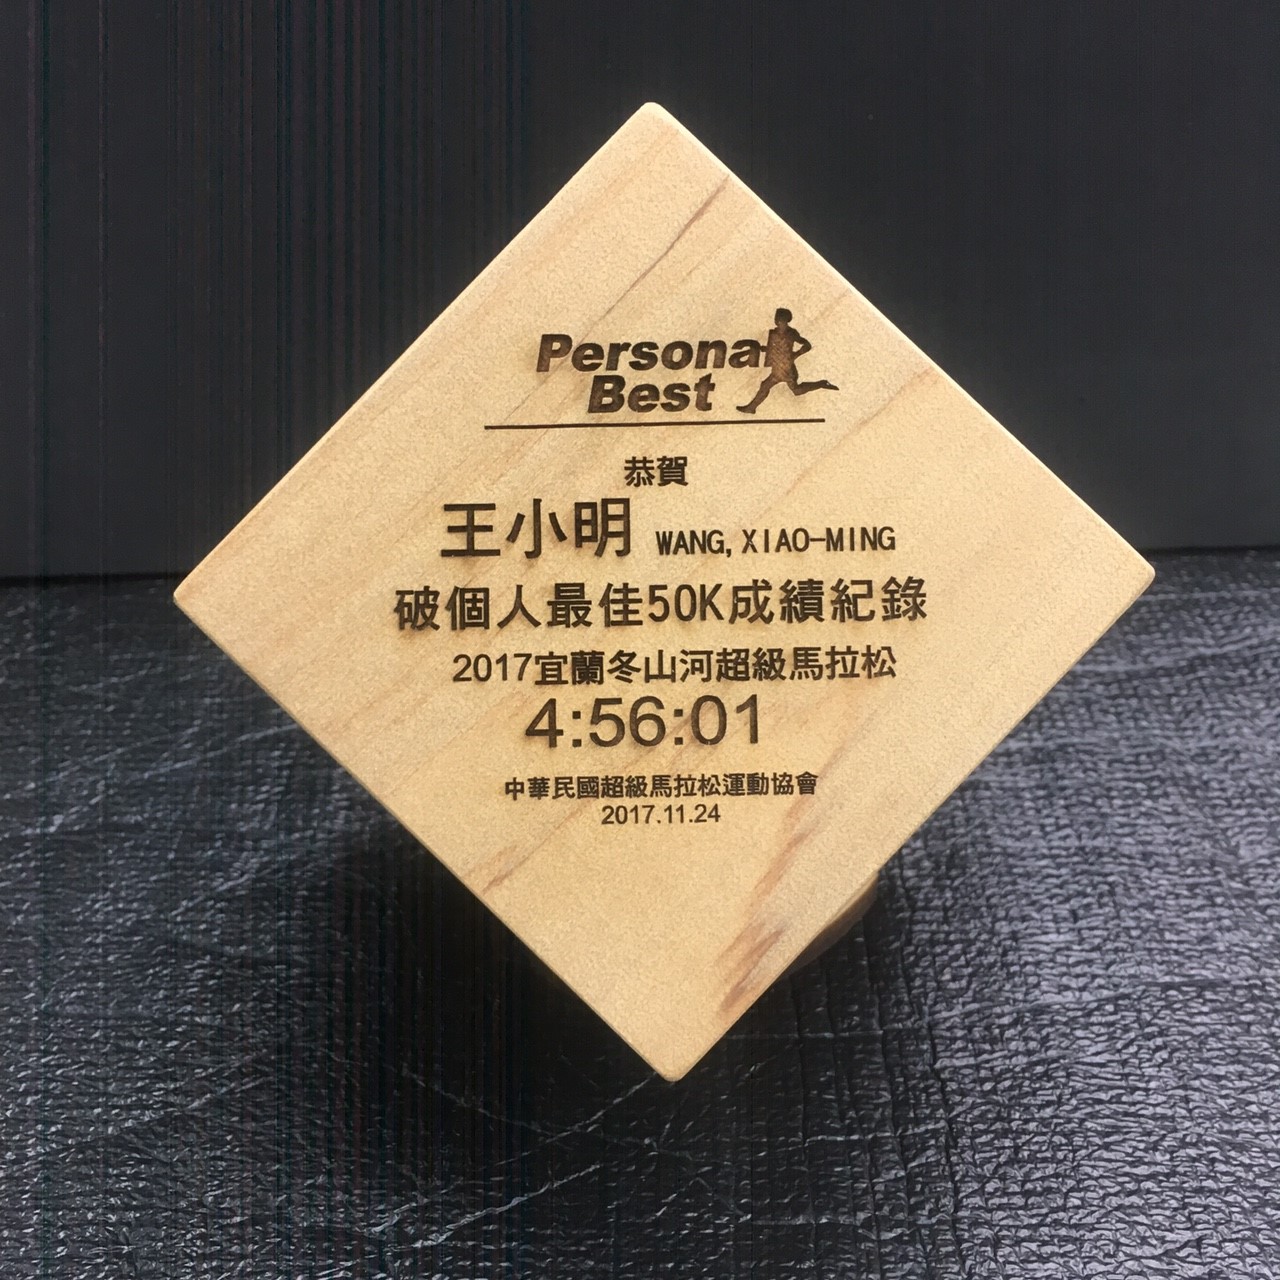 Personal
Best
恭賀
王小明 WANG, XIAO-MING
破個人最佳50K成績紀錄
2017宜蘭冬山河超級馬拉松
4:56:01
中華民國超級馬拉松運動協會
2017.11.24